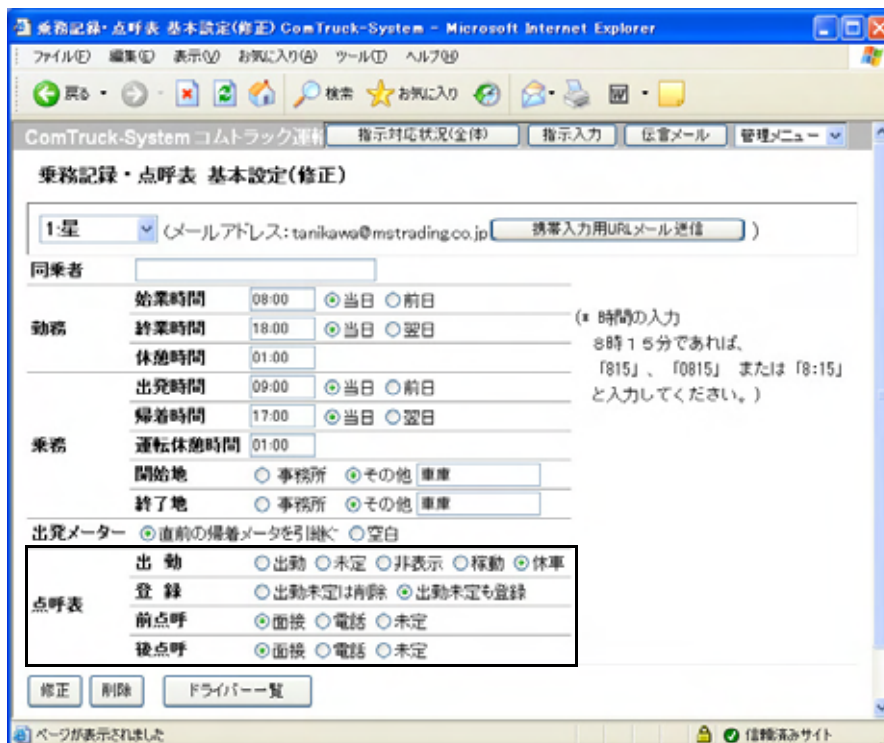 乗務記録・点呼表 基本設定(修正) ComTruck-System - Microsoft Internet Explorer
ファイル(F) 編集(E) 表示(V) お気に入り(A) ツール(T) ヘルプ(H)
戻る 検索 お気に入り
ComTruck-System コムトラック運 指示対応状況(全体) 指示入力 伝言メール 管理メニュー
乗務記録・点呼表 基本設定(修正)
1:星 (メールアドレス:tanikawa@mstrading.co.jp 携帯入力用URLメール送信 )
同乗者
始業時間 08:00 当日 前日
勤務 終業時間 18:00 当日 翌日
休憩時間 01:00
(* 時間の入力
8時15分であれば、
「815」、「0815」 または「8:15」
と入力してください。)
出発時間 09:00 当日 前日
帰着時間 17:00 当日 翌日
乗務 運転休憩時間 01:00
開始地 事務所 その他 車庫
終了地 事務所 その他 車庫
出発メーター 直前の帰着メータを引継ぐ 空白
出 勤 出勤 未定 非表示 稼動 休車
点呼表 登 録 出勤未定は削除 出勤未定も登録
前点呼 面接 電話 未定
後点呼 面接 電話 未定
修正 削除 ドライバー一覧
ページが表示されました 信頼済みサイト